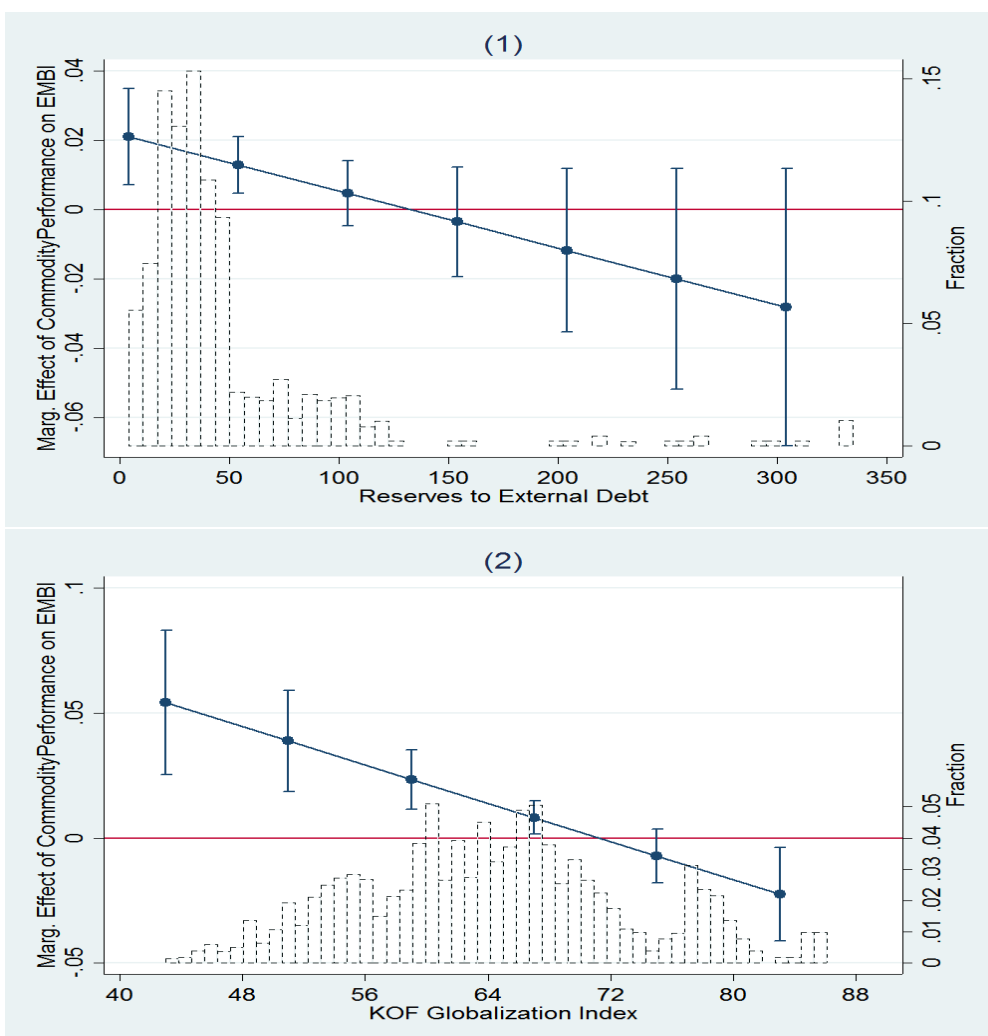 (1)
Marg. Effect of CommodityPerformance on EMBI
.04
.02
0
-.02
-.04
-.06
.15
.1
.05
0
Fraction
0 50 100 150 200 250 300 350
Reserves to External Debt
(2)
Marg. Effect of CommodityPerformance on EMBI
.1
.05
0
-.05
.05
.04
.03
.02
.01
0
Fraction
40 48 56 64 72 80 88
KOF Globalization Index